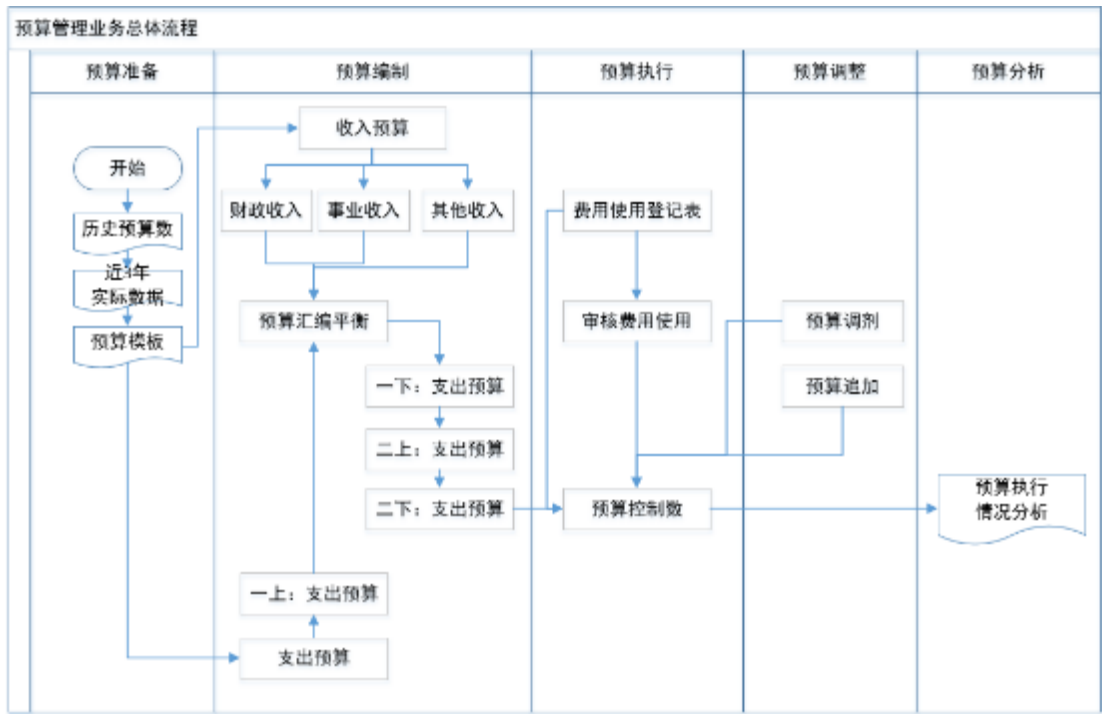 预算管理业务总体流程
预算准备
预算编制
预算执行
预算调整
预算分析
开始
历史预算数
近3年
实际数据
预算模板
收入预算
财政收入
事业收入
其他收入
预算汇编平衡
一下：支出预算
二上：支出预算
二下：支出预算
一上：支出预算
支出预算
费用使用登记表
审核费用使用
预算控制数
预算调剂
预算追加
预算执行
情况分析